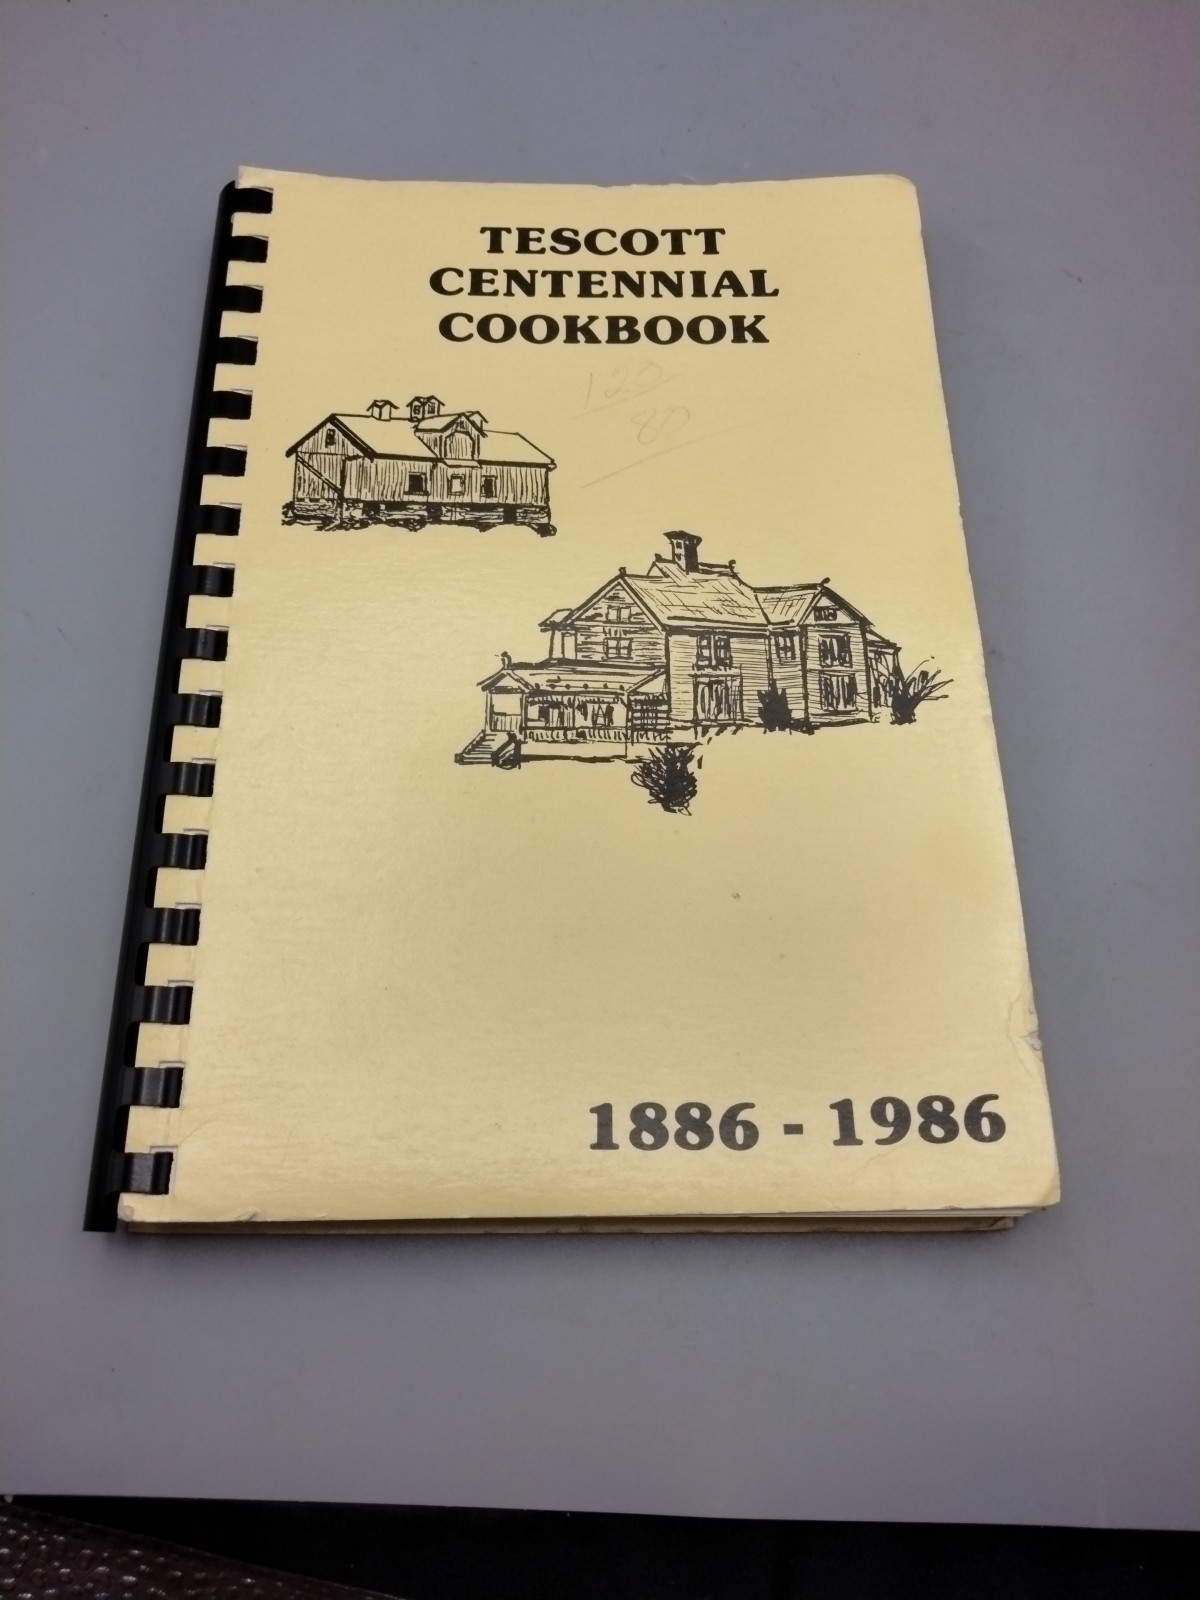 TESCOTT
CENTENNIAL
COOKBOOK
120
80
1886 - 1986